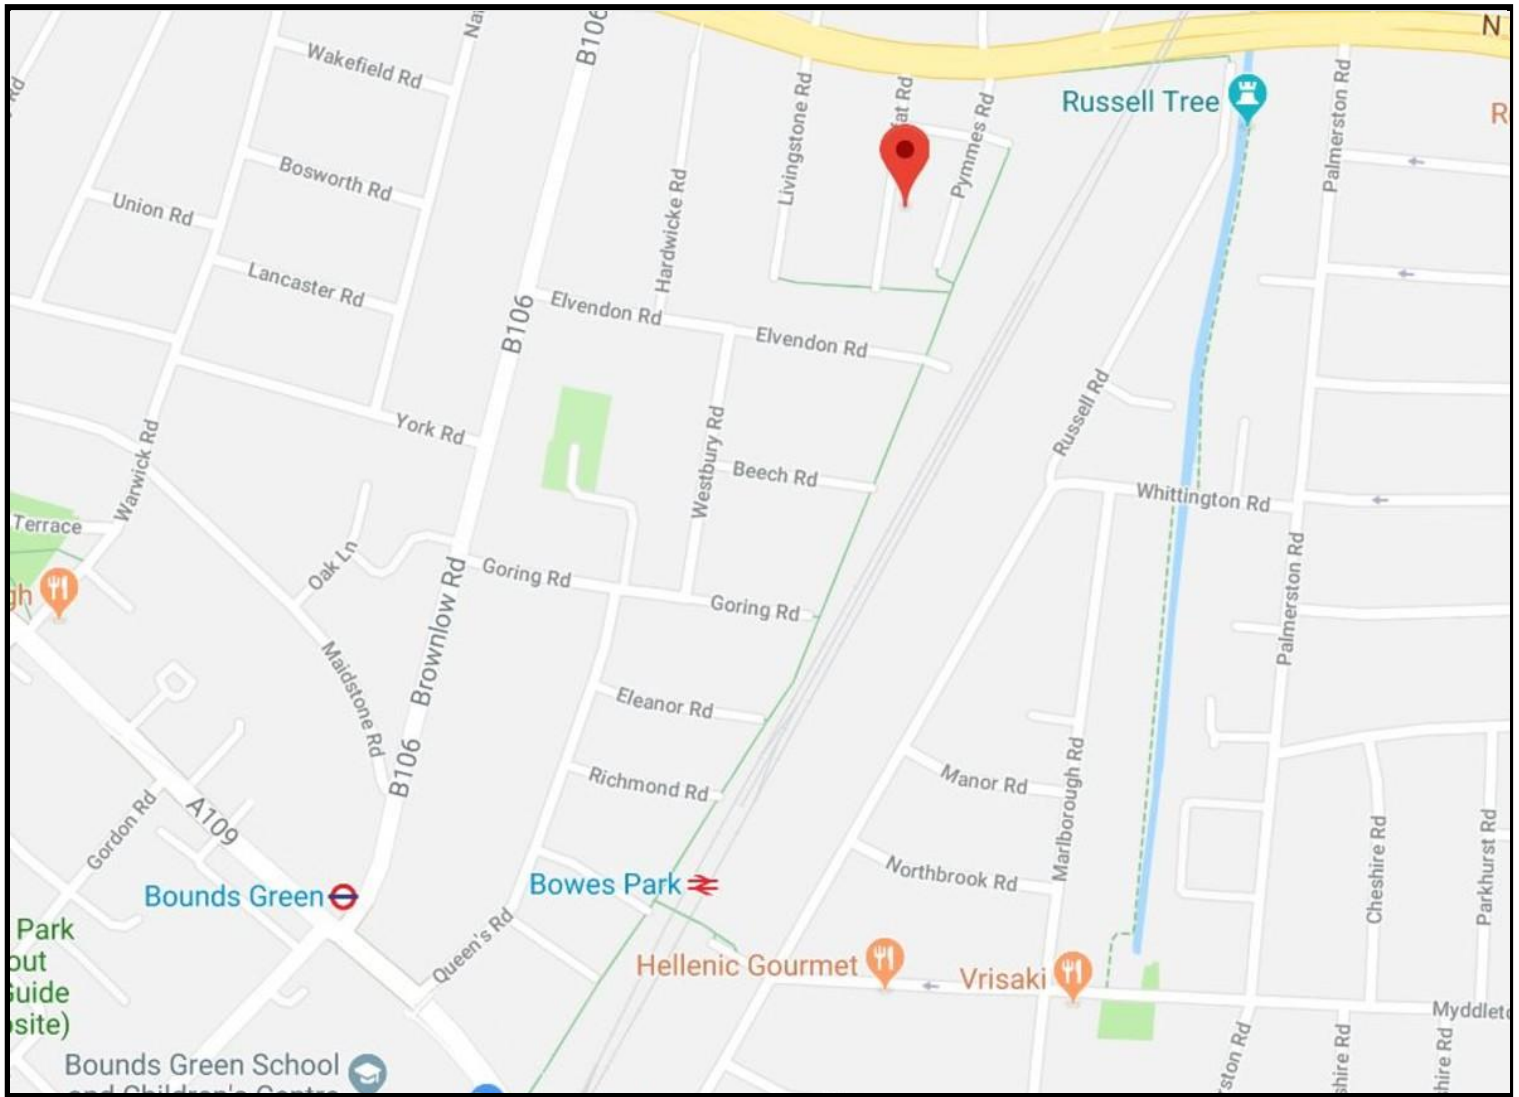 N
B106
Wakefield Rd
Russell Tree
Livingstone Rd
Pymmes Rd
Palmerston Rd
Bosworth Rd
Union Rd
Hardwicke Rd
Lancaster Rd
B106
Elvendon Rd
Elvendon Rd
Russell Rd
York Rd
Westbury Rd
Beech Rd
Warwick Rd
Whittington Rd
Terrace
Oak Ln
Goring Rd
Goring Rd
Palmerston Rd
Brownlow Rd
Maidstone Rd
Eleanor Rd
B106
Richmond Rd
Manor Rd
Marlborough Rd
A109
Gordon Rd
Cheshire Rd
Parkhurst Rd
Northbrook Rd
Bounds Green
Bowes Park
Park
Queen's Rd
Hellenic Gourmet
Vrisaki
Bounds Green School
and Children's Centre